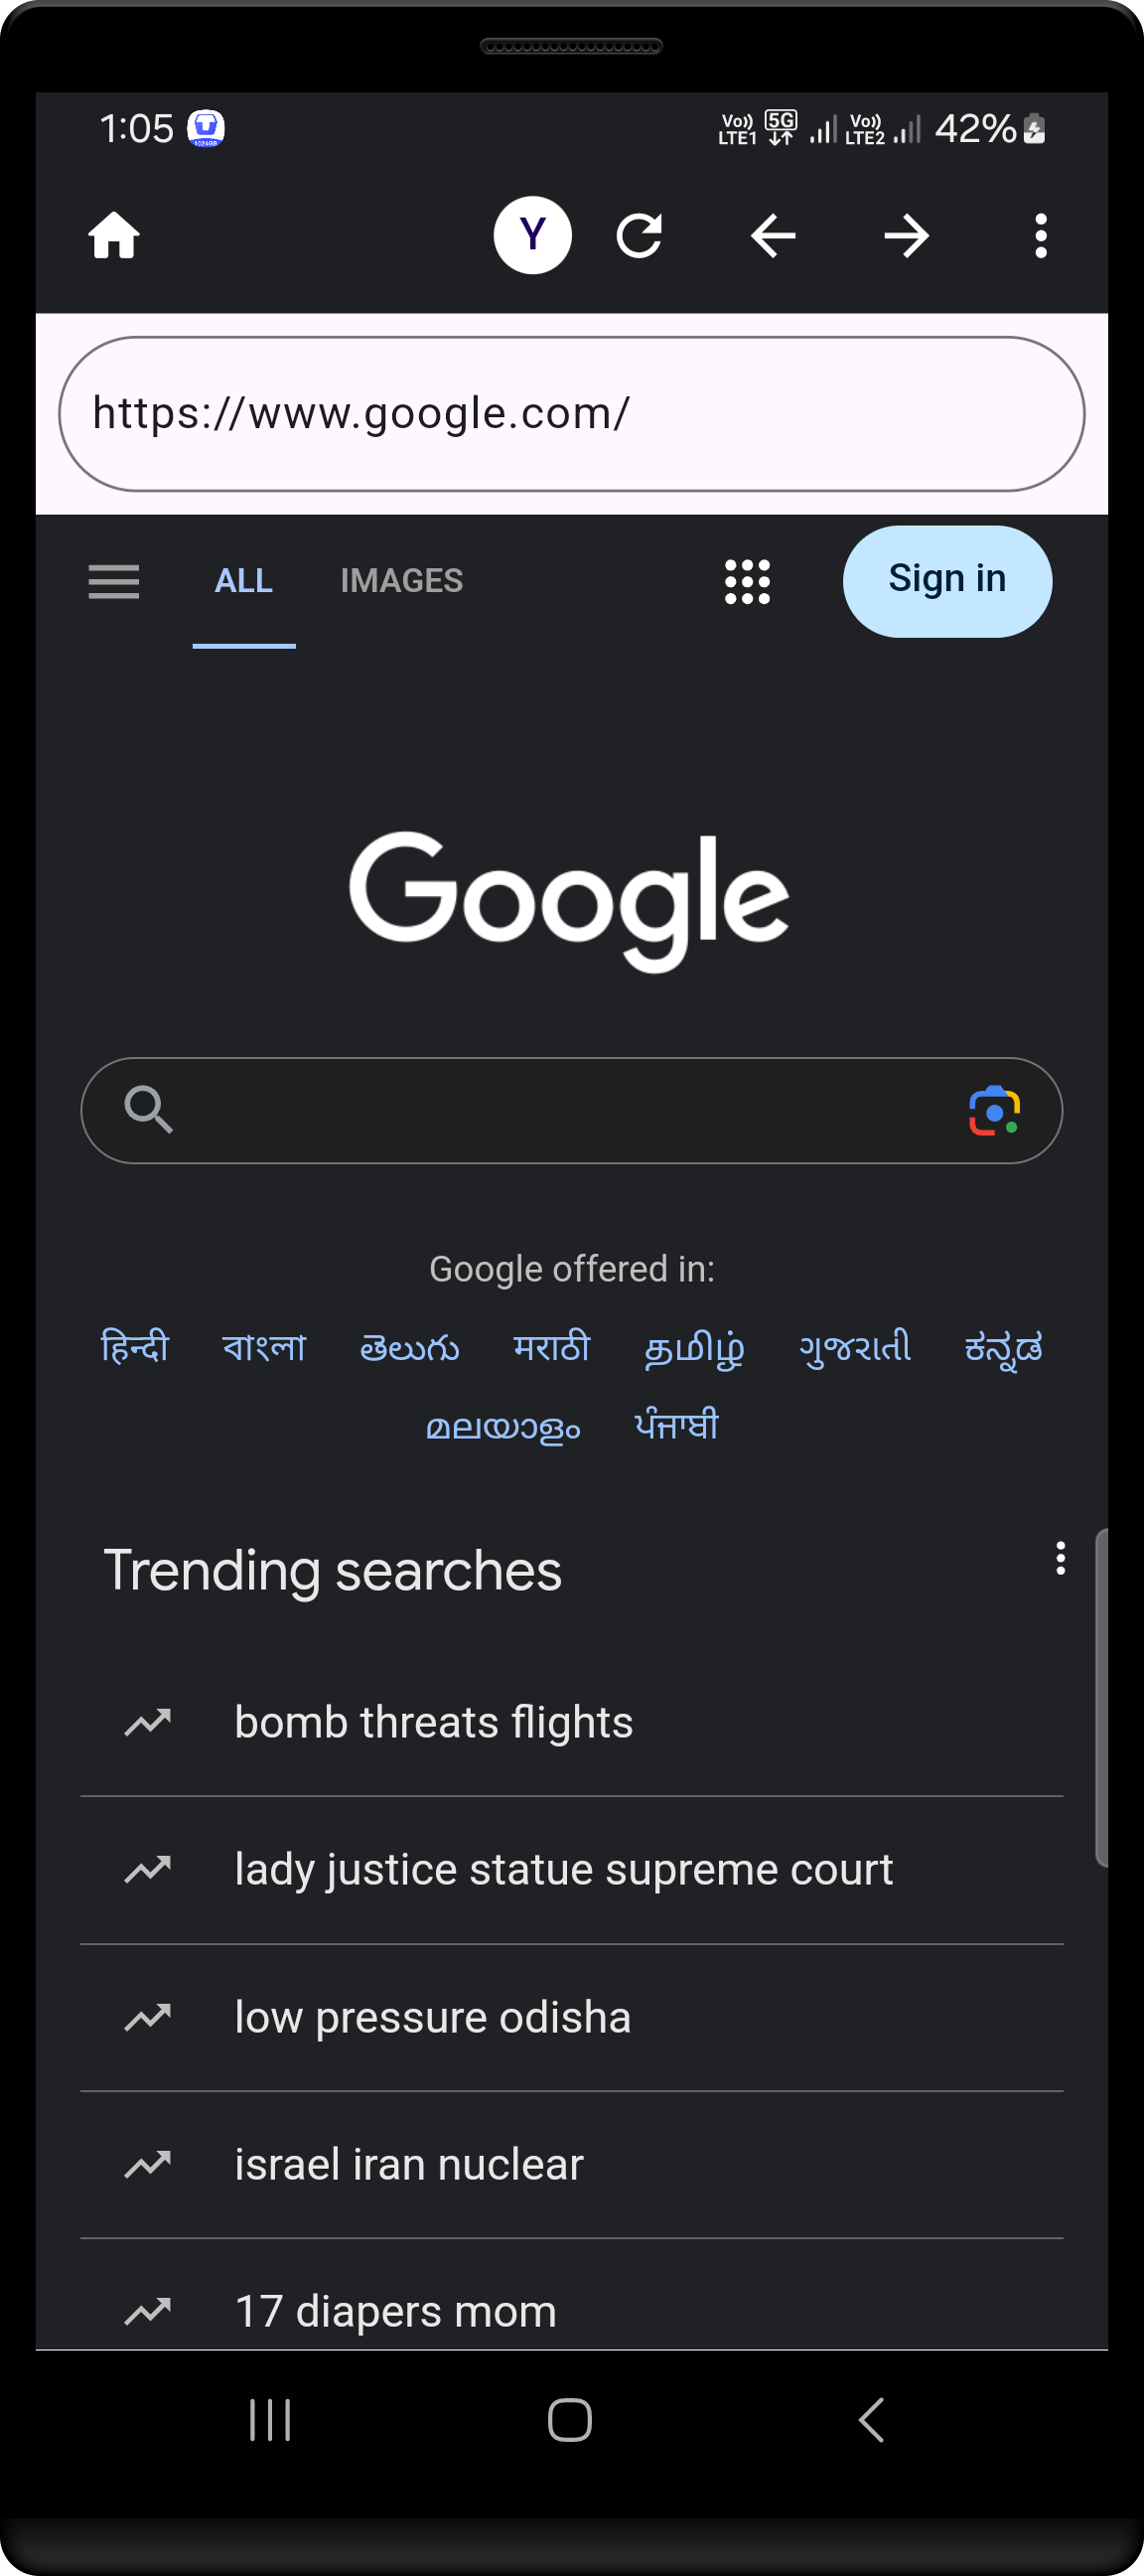 1:05 Vo)) LTE1 5G Vo)) LTE2 42%
Y
https://www.google.com/
ALL IMAGES Sign in
Google
Google offered in:
हिन्दी বাংলা తెలుగు मराठी தமிழ் ગુજરાતી ಕನ್ನಡ
മലയാളം ਪੰਜਾਬੀ
Trending searches
bomb threats flights
lady justice statue supreme court
low pressure odisha
israel iran nuclear
17 diapers mom